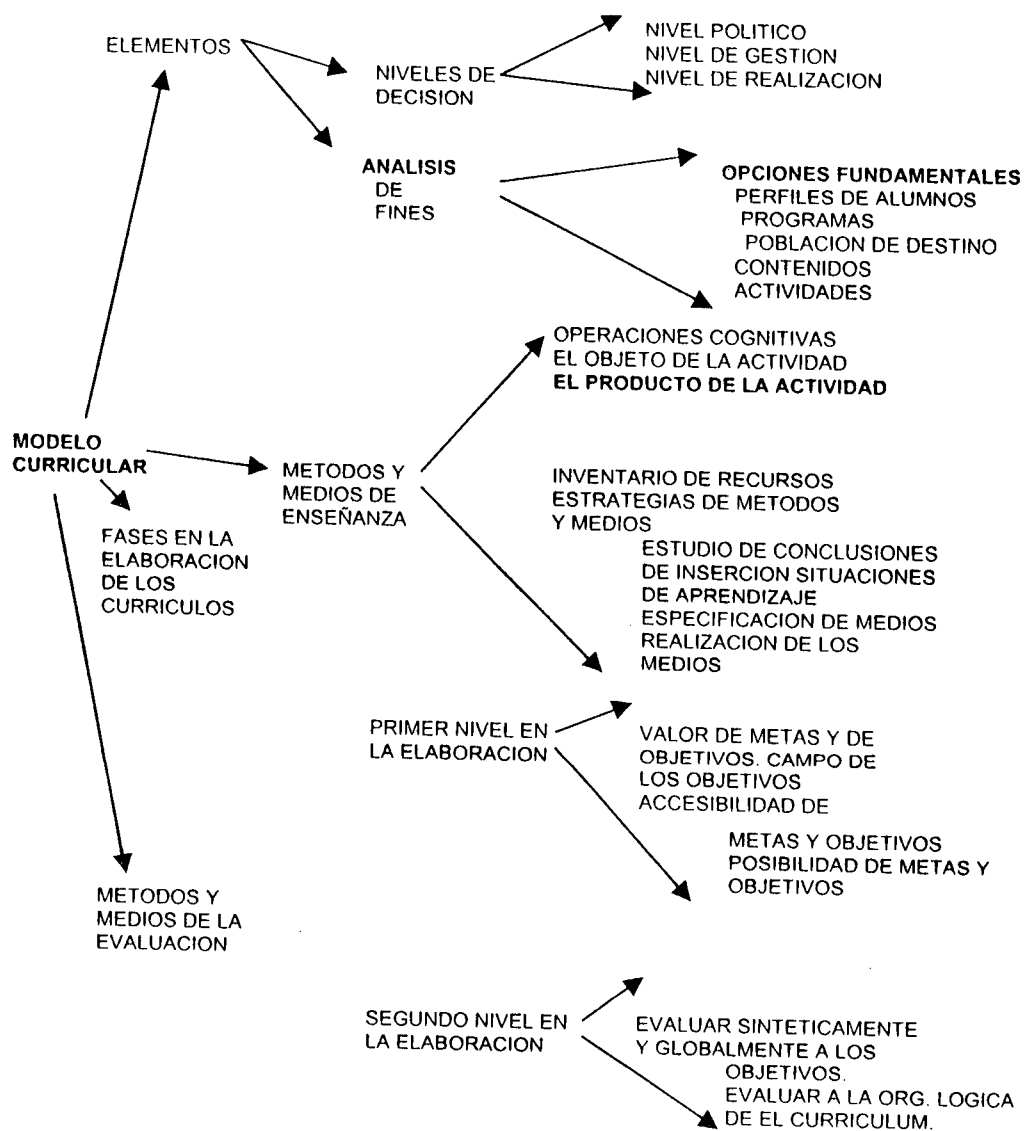 ELEMENTOS
NIVELES DE
DECISION
NIVEL POLITICO
NIVEL DE GESTION
NIVEL DE REALIZACION
ANALISIS
DE
FINES
OPCIONES FUNDAMENTALES
PERFILES DE ALUMNOS
PROGRAMAS
POBLACION DE DESTINO
CONTENIDOS
ACTIVIDADES
MODELO
CURRICULAR
METODOS Y
MEDIOS DE
ENSEÑANZA
OPERACIONES COGNITIVAS
EL OBJETO DE LA ACTIVIDAD
EL PRODUCTO DE LA ACTIVIDAD
INVENTARIO DE RECURSOS
ESTRATEGIAS DE METODOS
Y MEDIOS
ESTUDIO DE CONCLUSIONES
DE INSERCION SITUACIONES
DE APRENDIZAJE
ESPECIFICACION DE MEDIOS
REALIZACION DE LOS
MEDIOS
FASES EN LA
ELABORACION
DE LOS
CURRICULOS
PRIMER NIVEL EN
LA ELABORACION
VALOR DE METAS Y DE
OBJETIVOS. CAMPO DE
LOS OBJETIVOS
ACCESIBILIDAD DE
METAS Y OBJETIVOS
POSIBILIDAD DE METAS Y
OBJETIVOS
METODOS Y
MEDIOS DE LA
EVALUACION
SEGUNDO NIVEL EN
LA ELABORACION
EVALUAR SINTETICAMENTE
Y GLOBALMENTE A LOS
OBJETIVOS.
EVALUAR A LA ORG. LOGICA
DE EL CURRICULUM.